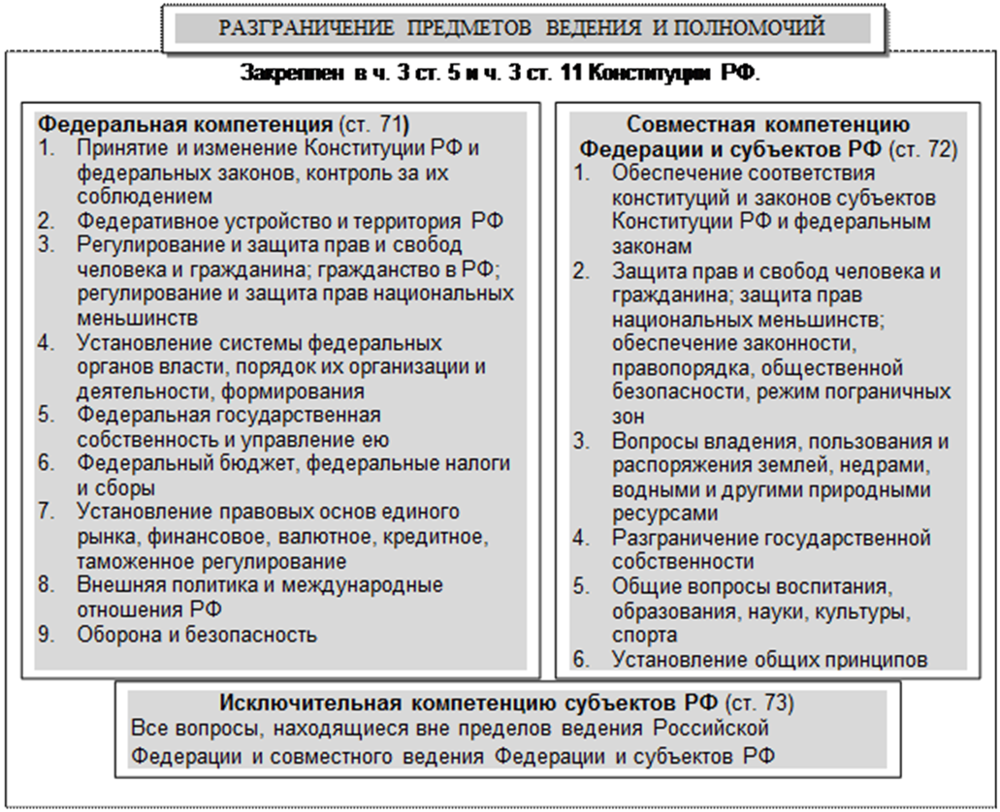 РАЗГРАНИЧЕНИЕ ПРЕДМЕТОВ ВЕДЕНИЯ И ПОЛНОМОЧИЙ
Закреплен в ч. 3 ст. 5 и ч. 3 ст. 11 Конституции РФ.
Федеральная компетенция (ст. 71)
1. Принятие и изменение Конституции РФ и
федеральных законов, контроль за их
соблюдением
2. Федеративное устройство и территория РФ
3. Регулирование и защита прав и свобод
человека и гражданина; гражданство в РФ;
регулирование и защита прав национальных
меньшинств
4. Установление системы федеральных
органов власти, порядок их организации и
деятельности, формирования
5. Федеральная государственная
собственность и управление ею
6. Федеральный бюджет, федеральные налоги
и сборы
7. Установление правовых основ единого
рынка, финансовое, валютное, кредитное,
таможенное регулирование
8. Внешняя политика и международные
отношения РФ
9. Оборона и безопасность
Совместная компетенцию
Федерации и субъектов РФ (ст. 72)
1. Обеспечение соответствия
конституций и законов субъектов
Конституции РФ и федеральным
законам
2. Защита прав и свобод человека и
гражданина; защита прав
национальных меньшинств;
обеспечение законности,
правопорядка, общественной
безопасности, режим пограничных
зон
3. Вопросы владения, пользования и
распоряжения землей, недрами,
водными и другими природными
ресурсами
4. Разграничение государственной
собственности
5. Общие вопросы воспитания,
образования, науки, культуры,
спорта
6. Установление общих принципов
Исключительная компетенцию субъектов РФ (ст. 73)
Все вопросы, находящиеся вне пределов ведения Российской
Федерации и совместного ведения Федерации и субъектов РФ